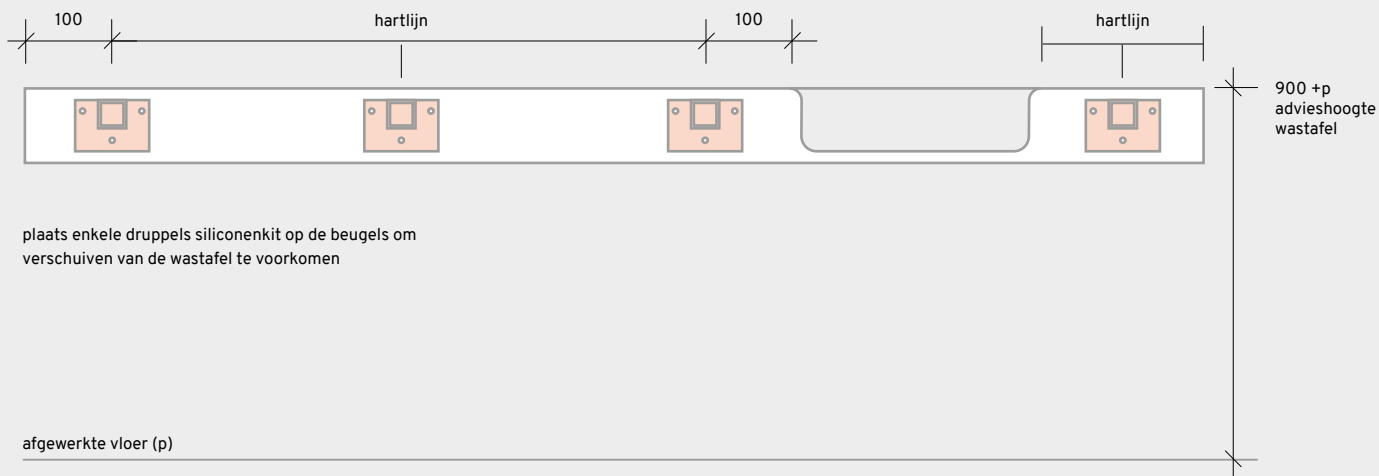 100
hartlijn
100
hartlijn
900 +p
advieshoogte
wastafel
plaats enkele druppels siliconenkit op de beugels om
verschuiven van de wastafel te voorkomen
afgewerkte vloer (p)